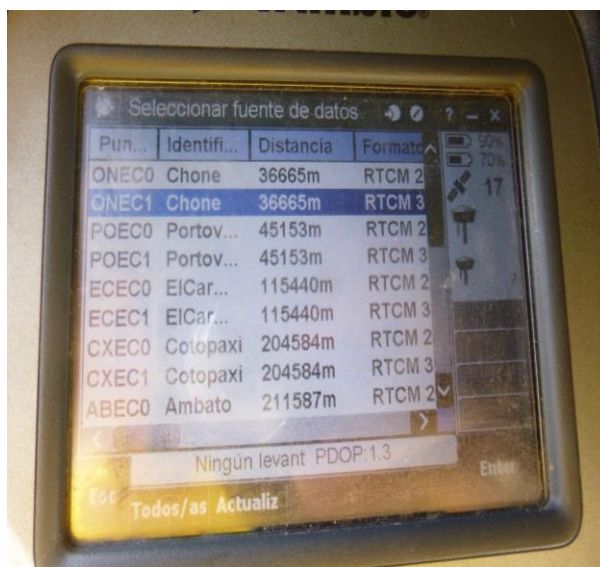 Seleccionar fuente de datos ? – ×
Pun... Identifi... Distancia Formato 90%
70%
ONEC0 Chone 36665m RTCM 2
ONEC1 Chone 36665m RTCM 3 17
POEC0 Portov... 45153m RTCM 2
POEC1 Portov... 45153m RTCM 3
ECEC0 ElCar... 115440m RTCM 2
ECEC1 ElCar... 115440m RTCM 3
CXEC0 Cotopaxi 204584m RTCM 2
CXEC1 Cotopaxi 204584m RTCM 3
ABEC0 Ambato 211587m RTCM 2
Ningún levant PDOP:1.3
Esc Todos/as Actualiz Enter